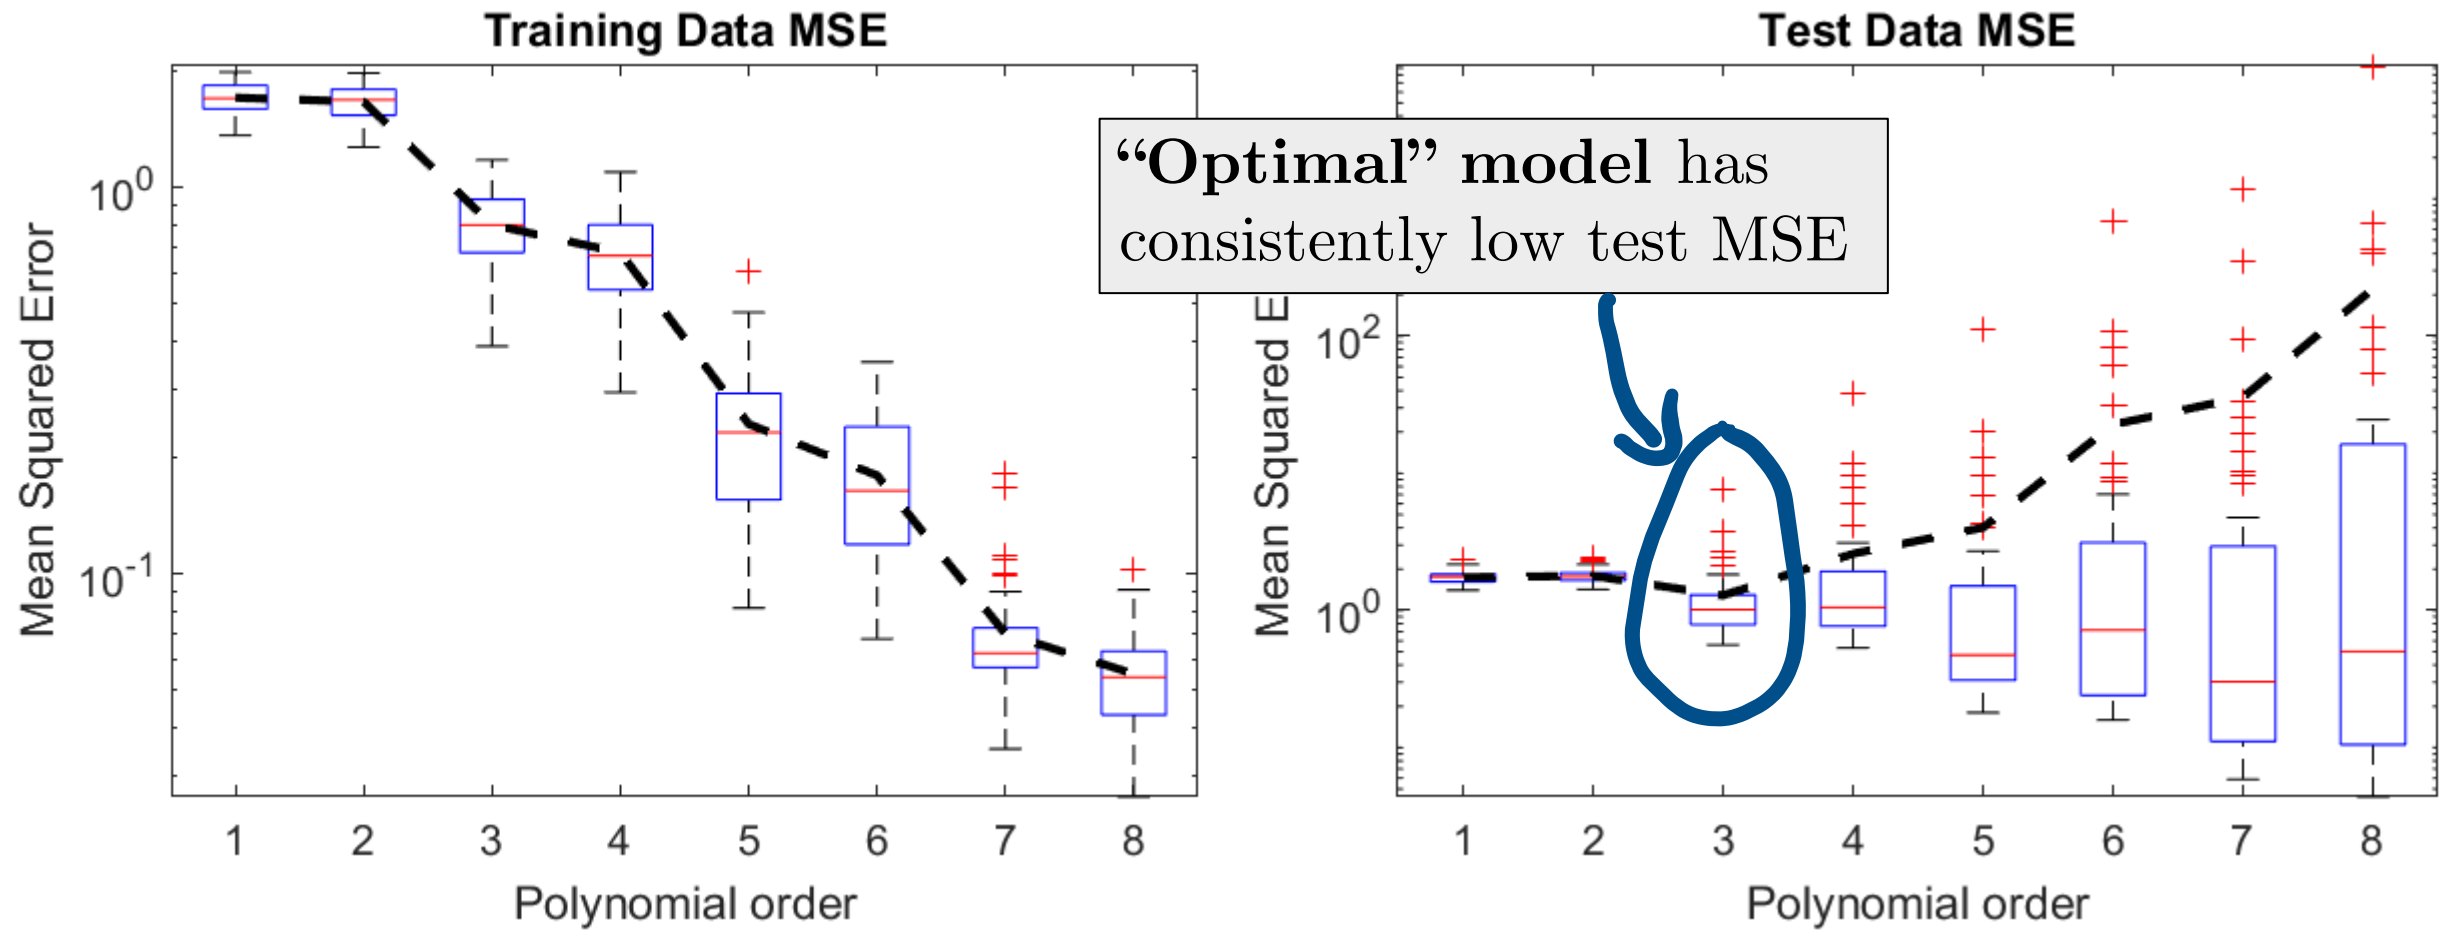 Training Data MSE
Test Data MSE
“Optimal” model has
consistently low test MSE
Mean Squared Error
10^0
10^-1
1 2 3 4 5 6 7 8
Polynomial order
Mean Squared E
10^2
10^0
1 2 3 4 5 6 7 8
Polynomial order